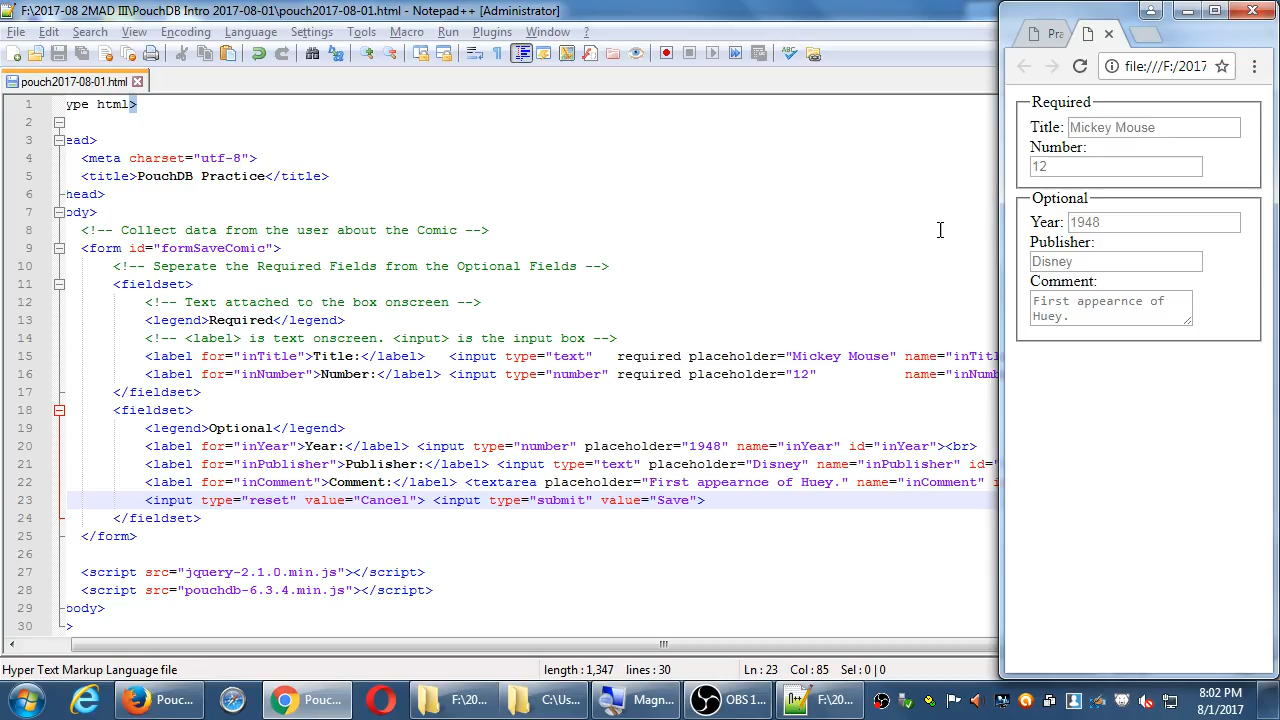 F:\2017-08 2MAD III\PouchDB Intro 2017-08-01\pouch2017-08-01.html - Notepad++ [Administrator]
File Edit Search View Encoding Language Settings Tools Macro Run Plugins Window ?
pouch2017-08-01.html
1 ype html>
2
3 ead>
4 <meta charset="utf-8">
5 <title>PouchDB Practice</title>
6 head>
7 ody>
8 <!-- Collect data from the user about the Comic -->
9 <form id="formSaveComic">
10 <!-- Seperate the Required Fields from the Optional Fields -->
11 <fieldset>
12 <!-- Text attached to the box onscreen -->
13 <legend>Required</legend>
14 <!-- <label> is text onscreen. <input> is the input box -->
15 <label for="inTitle">Title:</label> <input type="text" required placeholder="Mickey Mouse" name="inTitl
16 <label for="inNumber">Number:</label> <input type="number" required placeholder="12" name="inNumb
17 </fieldset>
18 <fieldset>
19 <legend>Optional</legend>
20 <label for="inYear">Year:</label> <input type="number" placeholder="1948" name="inYear" id="inYear"><br>
21 <label for="inPublisher">Publisher:</label> <input type="text" placeholder="Disney" name="inPublisher" id="
22 <label for="inComment">Comment:</label> <textarea placeholder="First appearnce of Huey." name="inComment" i
23 <input type="reset" value="Cancel"> <input type="submit" value="Save">
24 </fieldset>
25 </form>
26
27 <script src="jquery-2.1.0.min.js"></script>
28 <script src="pouchdb-6.3.4.min.js"></script>
29 body>
30 >
Hyper Text Markup Language file length : 1,347 lines : 30 Ln : 23 Col : 85 Sel : 0 | 0
Pra
file:///F:/2017
Required
Title: Mickey Mouse
Number:
12
Optional
Year: 1948
Publisher:
Disney
Comment:
First appearnce of
Huey.
Pouc... Pouc... F:\20... C:\Us... Magn... OBS 1... F:\20...
8:02 PM
8/1/2017